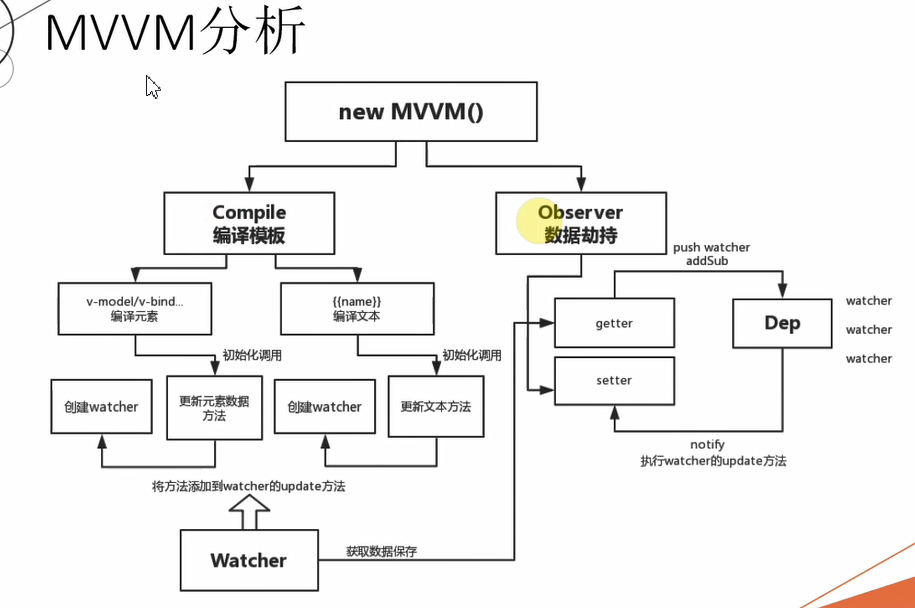 MVVM分析
new MVVM()
Compile
编译模板
Observer
数据劫持
push watcher
addSub
v-model/v-bind...
编译元素
{{name}}
编译文本
getter
Dep
watcher
watcher
watcher
初始化调用
初始化调用
setter
创建watcher
更新元素数据
方法
创建watcher
更新文本方法
notify
执行watcher的update方法
将方法添加到watcher的update方法
Watcher
获取数据保存